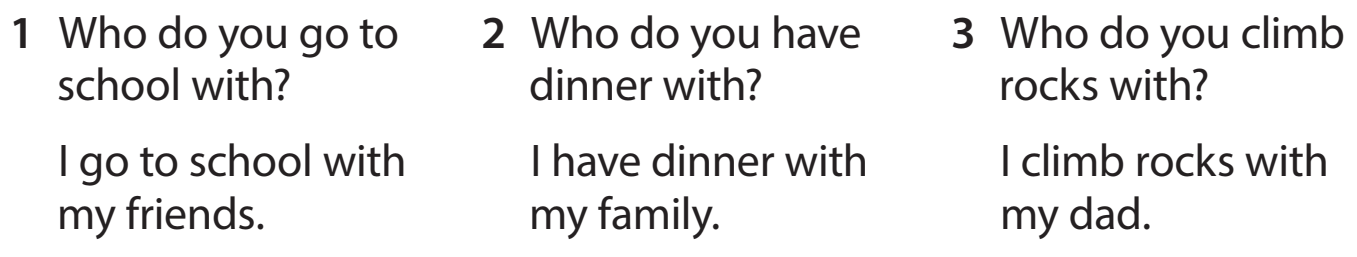 1 Who do you go to
school with?
I go to school with
my friends.
2 Who do you have
dinner with?
I have dinner with
my family.
3 Who do you climb
rocks with?
I climb rocks with
my dad.